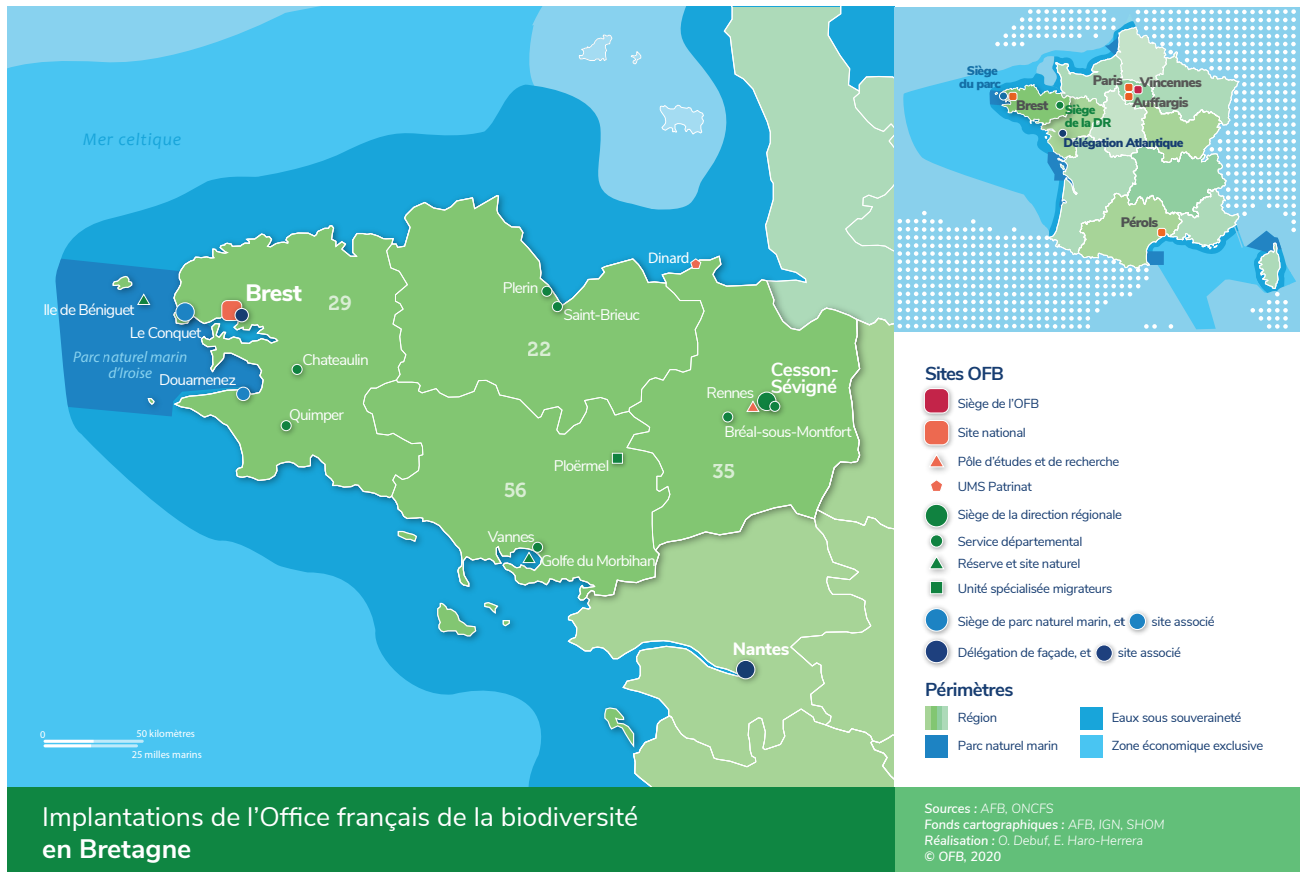 Mer celtique
Dinard
Plerin
Saint-Brieuc
Brest
29
Ile de Béniguet
Le Conquet
Parc naturel marin
d'Iroise
Chateaulin
22
Douarnenez
Quimper
Cesson-
Sévigné
Rennes
Bréal-sous-Montfort
Ploërmel
35
56
Vannes
Golfe du Morbihan
Nantes
0
50 kilomètres
25 milles marins
Siège
du parc
Brest
Paris
Vincennes
Auffargis
Siège
de la DR
Délégation Atlantique
Pérols
Sites OFB
Siège de l'OFB
Site national
Pôle d'études et de recherche
UMS Patrinat
Siège de la direction régionale
Service départemental
Réserve et site naturel
Unité spécialisée migrateurs
Siège de parc naturel marin, et site associé
Délégation de façade, et site associé
Périmètres
Région
Eaux sous souveraineté
Parc naturel marin
Zone économique exclusive
Implantations de l'Office français de la biodiversité
en Bretagne
Sources : AFB, ONCFS
Fonds cartographiques : AFB, IGN, SHOM
Réalisation : O. Debuf, E. Haro-Herrera
© OFB, 2020